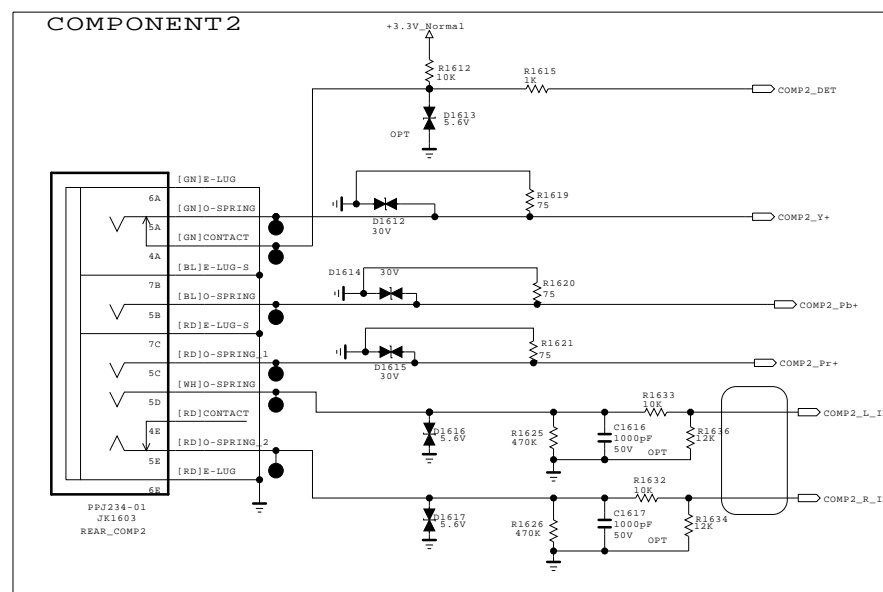 COMPONENT2
+3.3V_Normal
R1612
10K
R1615
1K
COMP2_DET
D1613
5.6V
OPT
[GN]E-LUG
6A
[GN]O-SPRING
5A
[GN]CONTACT
4A
[BL]E-LUG-S
7B
[BL]O-SPRING
5B
[RD]E-LUG-S
7C
[RD]O-SPRING_1
5C
[WH]O-SPRING
5D
[RD]CONTACT
4E
[RD]O-SPRING_2
5E
[RD]E-LUG
6E
PPJ234-01
JK1603
REAR_COMP2
D1612
30V
R1619
75
COMP2_Y+
D1614
30V
R1620
75
COMP2_Pb+
D1615
30V
R1621
75
COMP2_Pr+
D1616
5.6V
R1625
470K
C1616
1000pF
50V
OPT
R1633
10K
R1636
12K
COMP2_L_I
D1617
5.6V
R1626
470K
C1617
1000pF
50V
OPT
R1632
10K
R1634
12K
COMP2_R_I